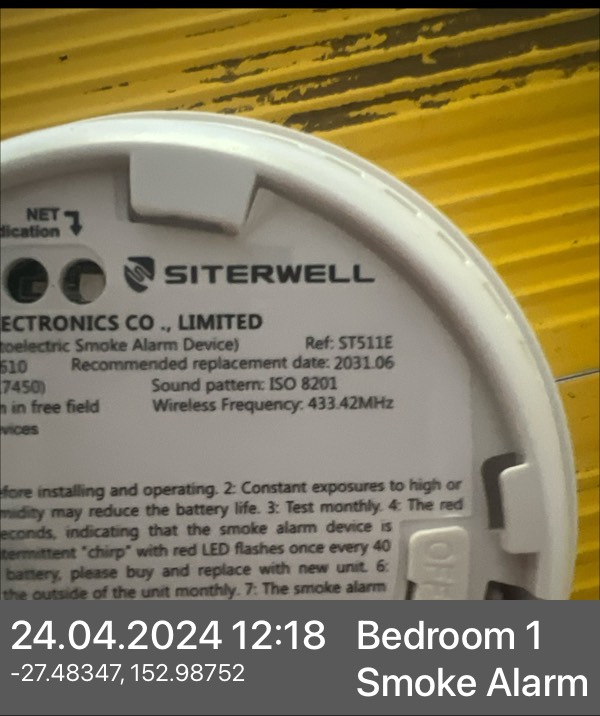 NET
dication
SITERWELL
ECTRONICS CO ., LIMITED
toelectric Smoke Alarm Device) Ref: ST511E
610 Recommended replacement date: 2031.06
7450) Sound pattern: ISO 8201
n in free field Wireless Frequency: 433.42MHz
vices
efore installing and operating. 2: Constant exposures to high or
midity may reduce the battery life. 3: Test monthly. 4: The red
econds, indicating that the smoke alarm device is
termittent "chirp" with red LED flashes once every 40
battery, please buy and replace with new unit. 6:
the outside of the unit monthly. 7: The smoke alarm
OFF
24.04.2024 12:18 Bedroom 1
-27.48347, 152.98752 Smoke Alarm